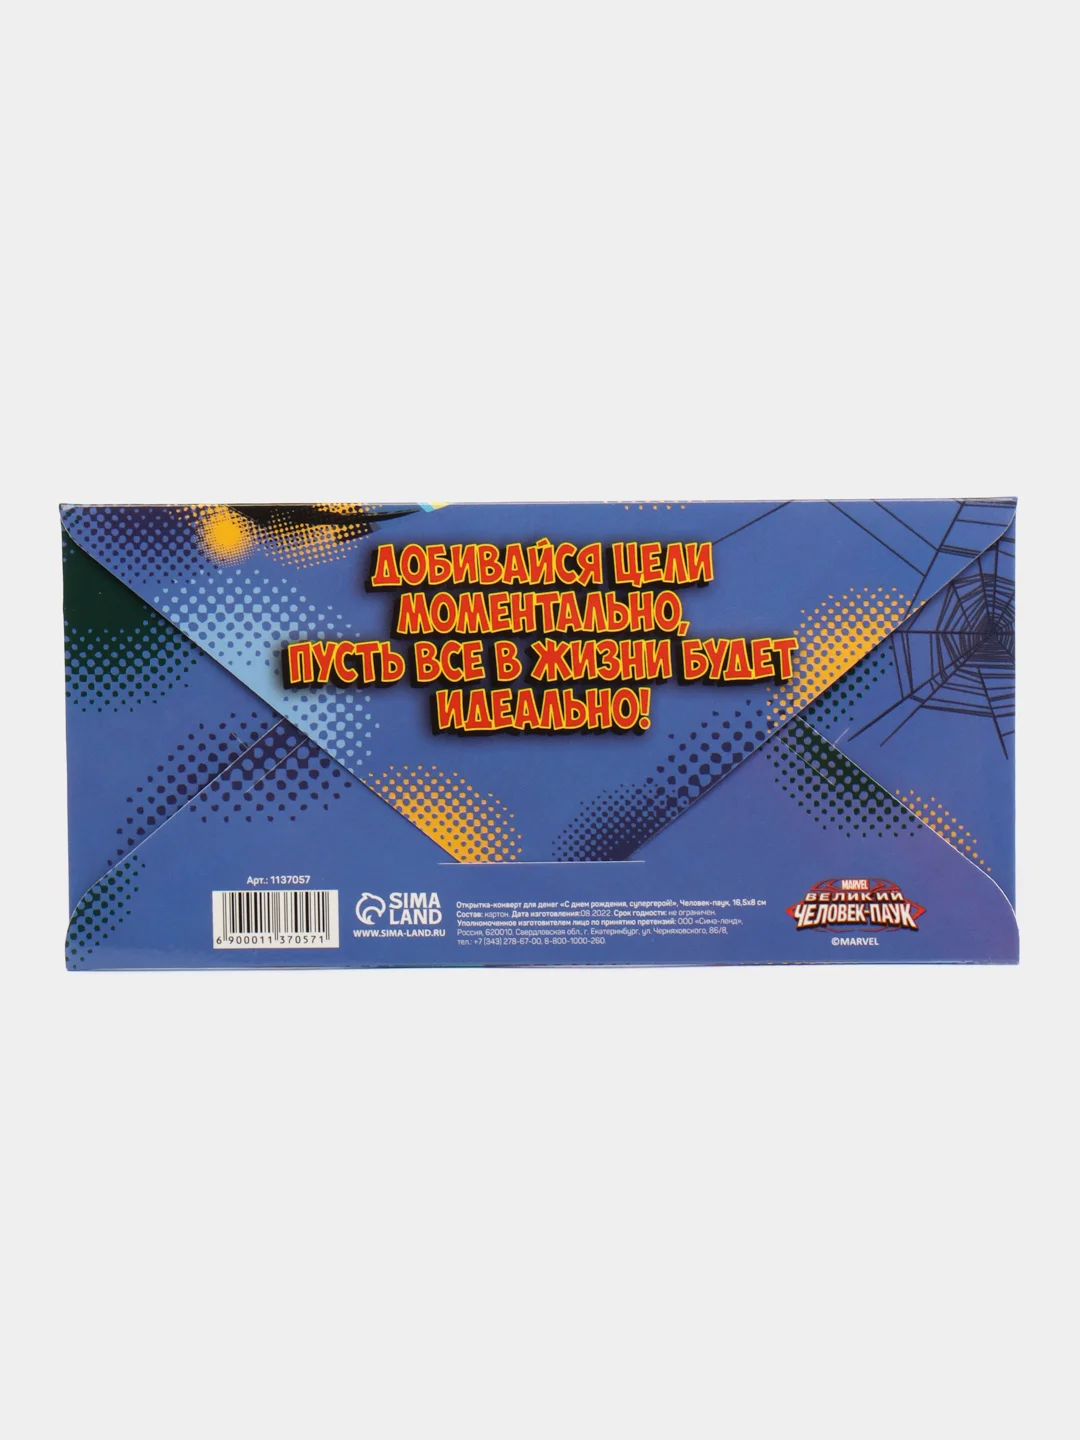 ДОБИВАЙСЯ ЦЕЛИ
МОМЕНТАЛЬНО,
ПУСТЬ ВСЕ В ЖИЗНИ БУДЕТ
ИДЕАЛЬНО!
Арт.: 1137057
6 900011 370571
SIMA
LAND
WWW.SIMA-LAND.RU
Открытка-конверт для денег «С днем рождения, супергерой!», Человек-паук, 16,5х8 см
Состав: картон. Дата изготовления:08.2022. Срок годности: не ограничен.
Уполномоченное изготовителем лицо по принятию претензий: ООО «Сима-ленд»,
Россия, 620010, Свердловская обл., г. Екатеринбург, ул. Черняховского, 86/8,
тел.: +7 (343) 278-67-00, 8-800-1000-260.
MARVEL
ВЕЛИКИЙ
ЧЕЛОВЕК-ПАУК
©MARVEL